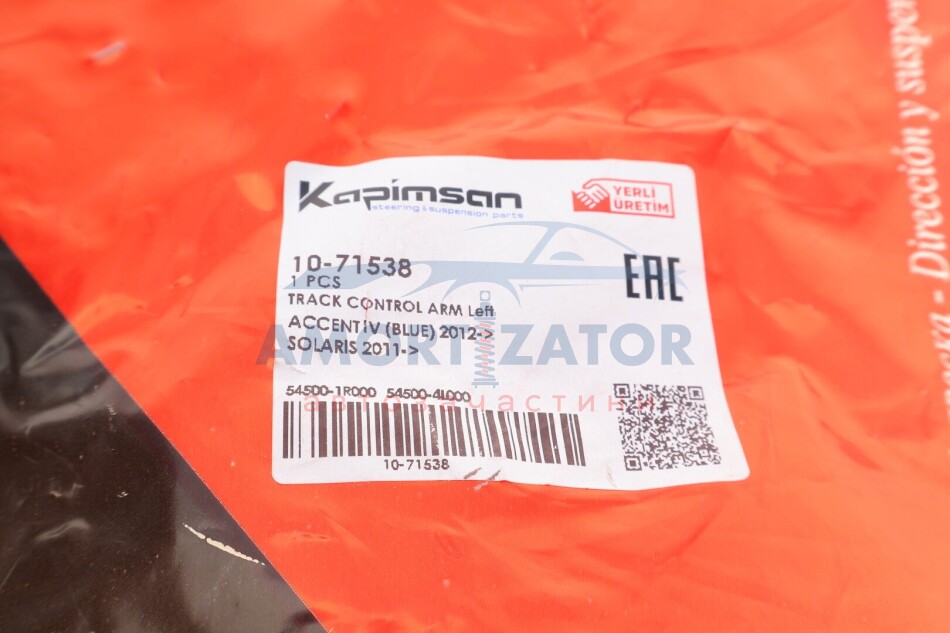 Kapimsan
steering & suspension parts
YERLİ
ÜRETİM
10-71538
1 PCS
TRACK CONTROL ARM Left
ACCENT IV (BLUE) 2012->
SOLARIS 2011->
EAC
AMORTIZATOR
автозапчастини
54500-1R000 54500-4L000
10-71538
Dirección y suspen